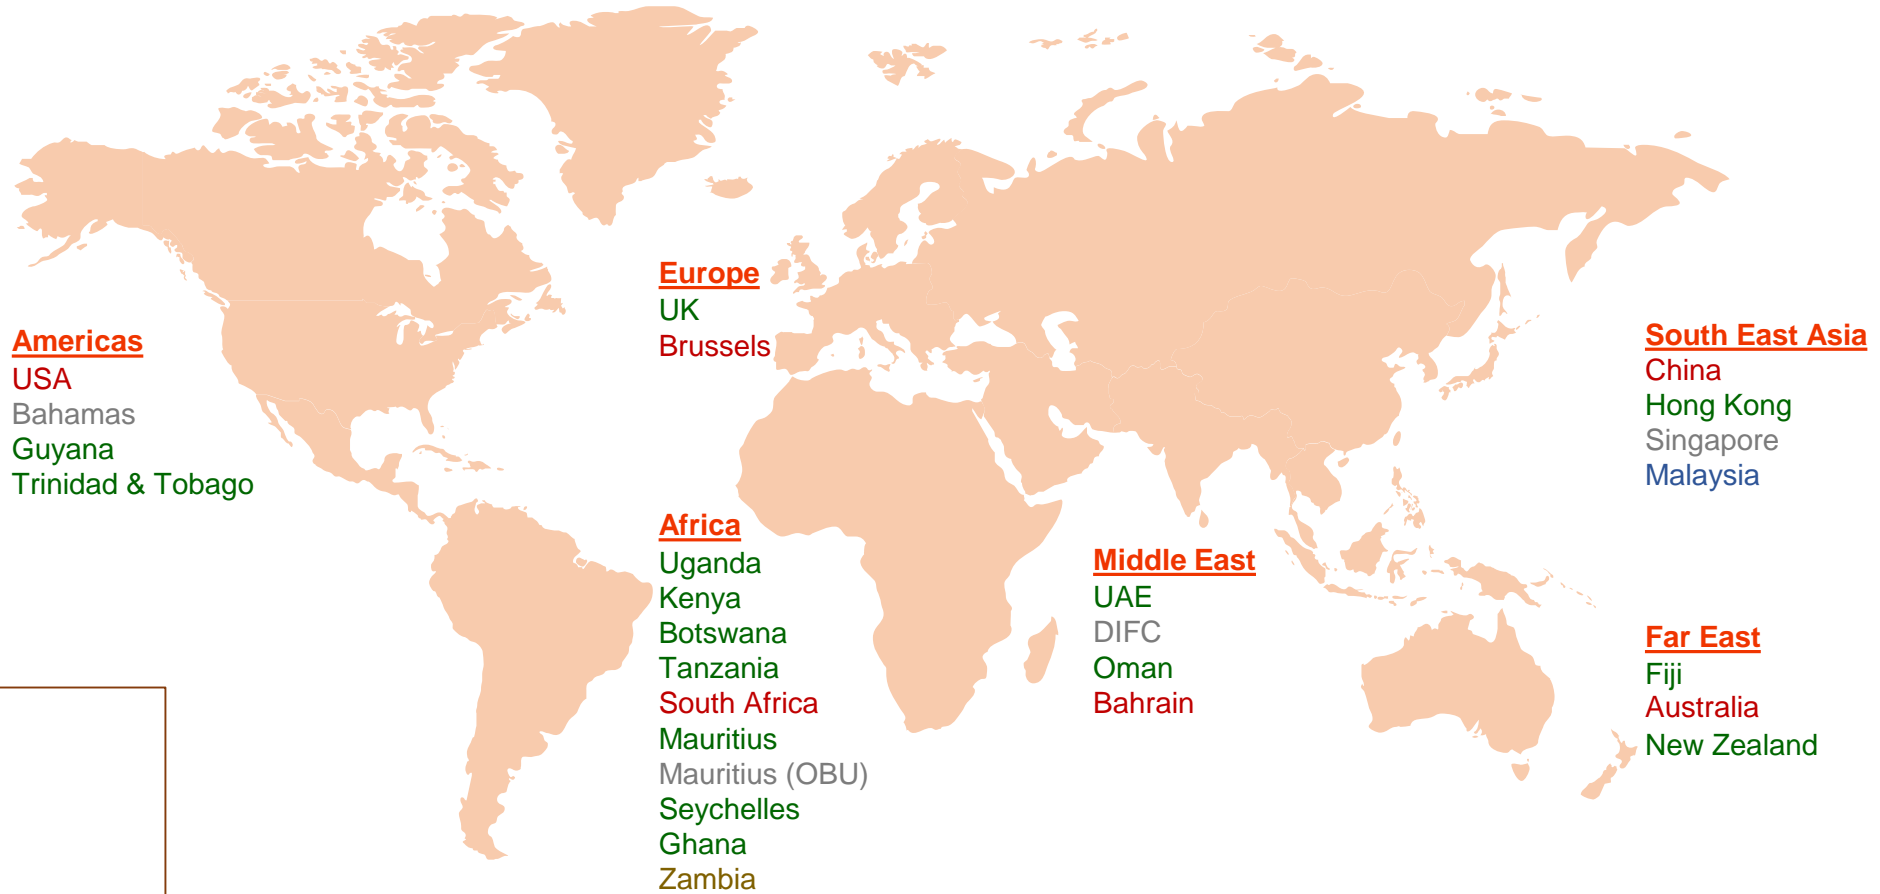 Americas
USA
Bahamas
Guyana
Trinidad & Tobago
Europe
UK
Brussels
Africa
Uganda
Kenya
Botswana
Tanzania
South Africa
Mauritius
Mauritius (OBU)
Seychelles
Ghana
Zambia
Middle East
UAE
DIFC
Oman
Bahrain
South East Asia
China
Hong Kong
Singapore
Malaysia
Far East
Fiji
Australia
New Zealand